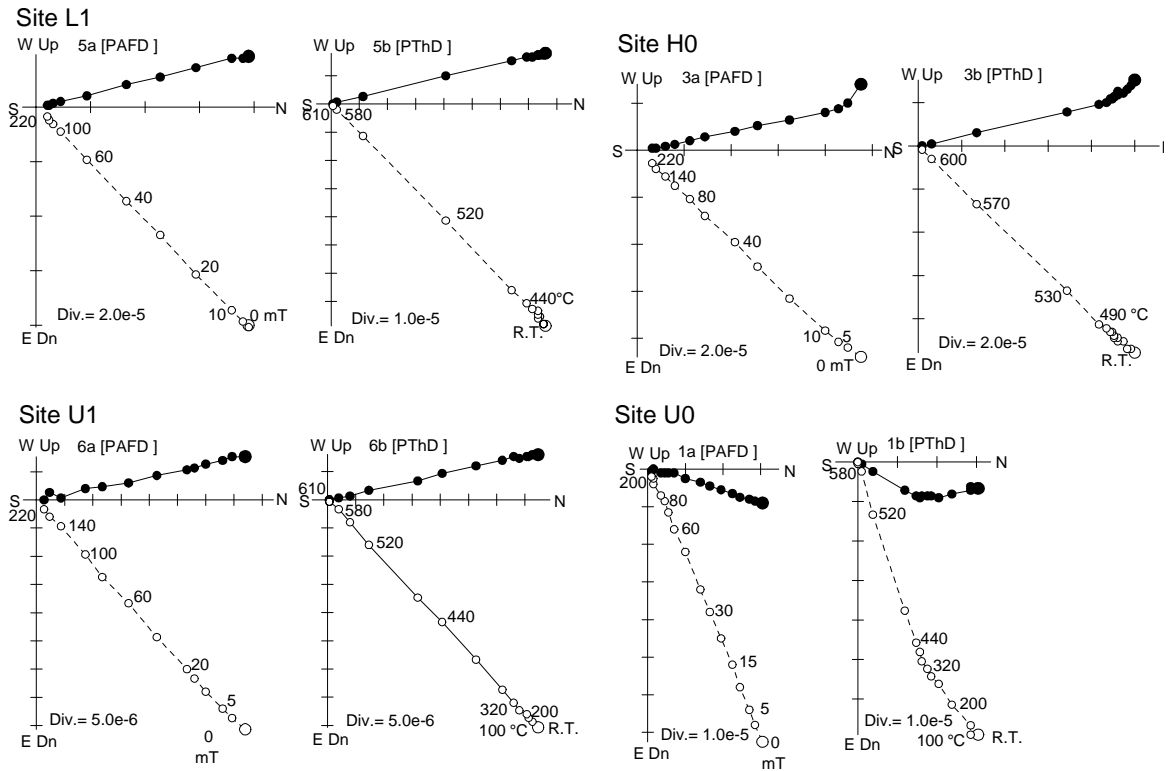 Site L1
W Up 5a [PAFD ]
S
220
100
60
40
20
10
0 mT
Div.= 2.0e-5
E Dn
5b [PThD ]
N
610
580
520
440°C
R.T.
Div.= 1.0e-5
Site H0
W Up 3a [PAFD ]
S
220
140
80
40
10
5
0 mT
Div.= 2.0e-5
E Dn
3b [PThD ]
S
600
570
530
490 °C
R.T.
Div.= 2.0e-5
Site U1
W Up 6a [PAFD ]
S
N
220
140
100
60
20
5
0
mT
Div.= 5.0e-6
E Dn
6b [PThD ]
610
580
520
440
320
200
100 °C
R.T.
Div.= 5.0e-6
Site U0
W Up 1a [PAFD ]
S
N
200
80
60
30
15
5
0
mT
Div.= 1.0e-5
E Dn
W Up 1b [PThD ]
N
580
520
440
320
200
100 °C
R.T.
Div.= 1.0e-5
E Dn